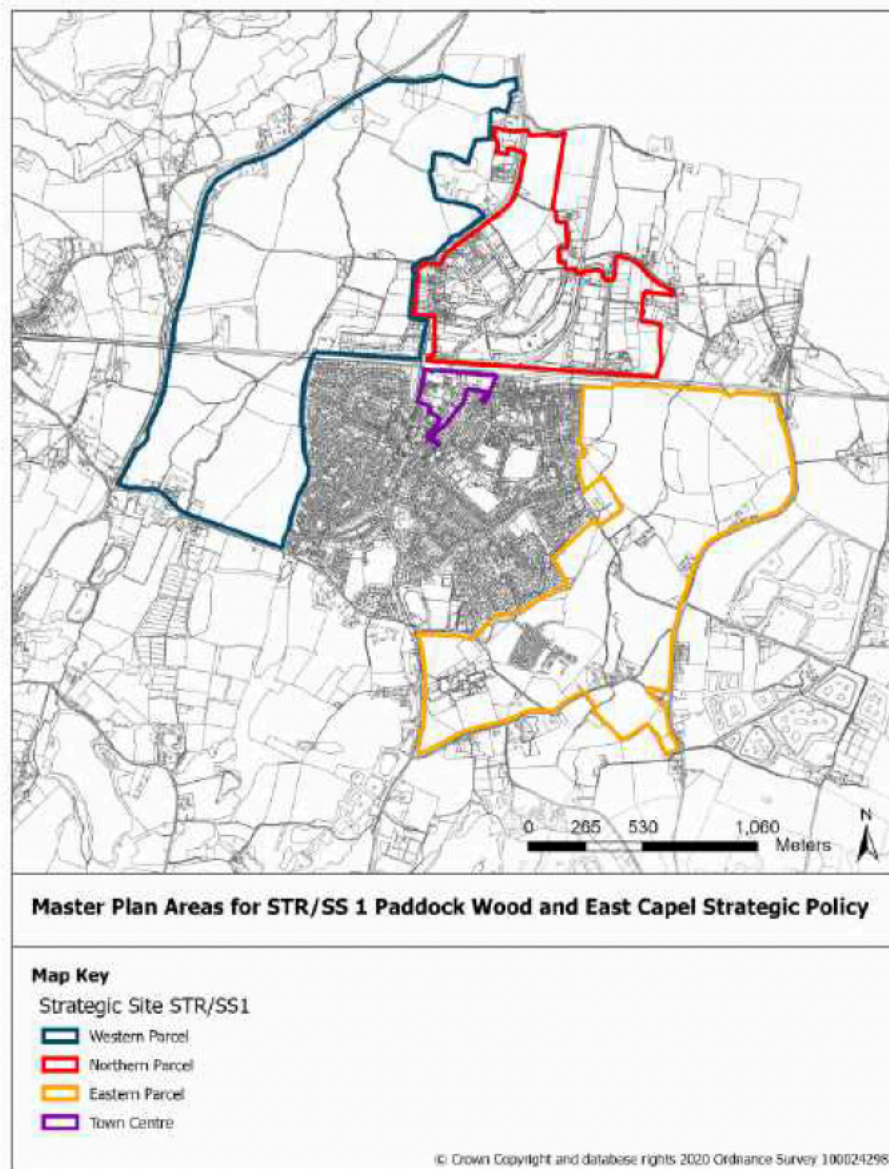 N
0 265 530 1,060
Meters
Master Plan Areas for STR/SS 1 Paddock Wood and East Capel Strategic Policy
Map Key
Strategic Site STR/SS1
Western Parcel
Northern Parcel
Eastern Parcel
Town Centre
© Crown Copyright and database rights 2020 Ordnance Survey 100024298